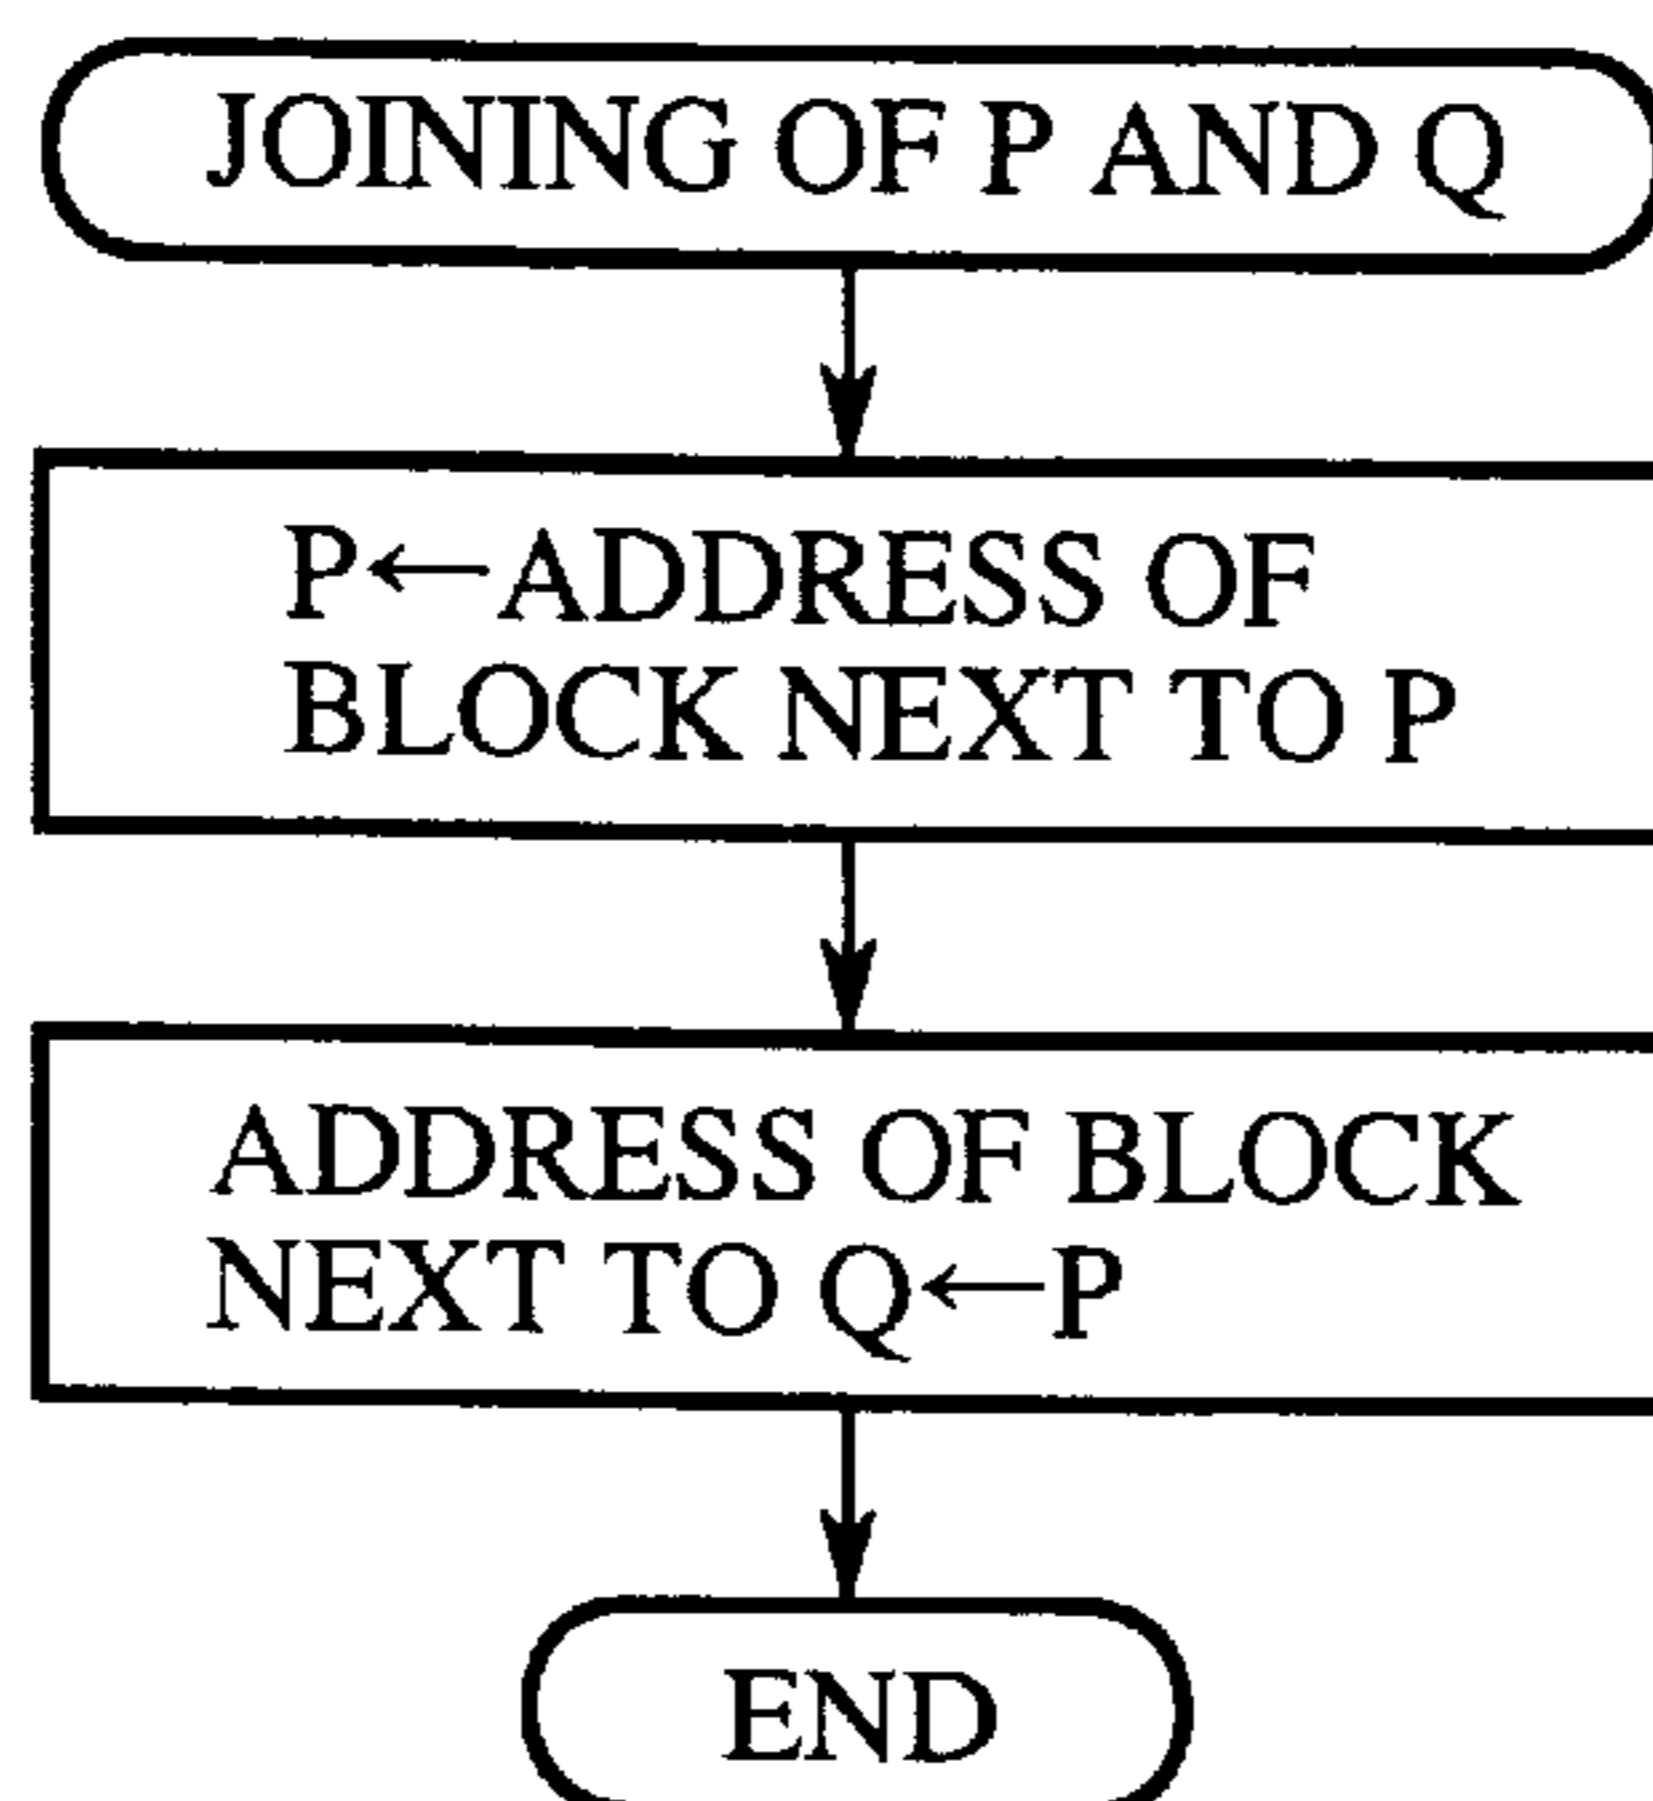 JOINING OF P AND Q
P←ADDRESS OF
BLOCK NEXT TO P
ADDRESS OF BLOCK
NEXT TO Q←P
END